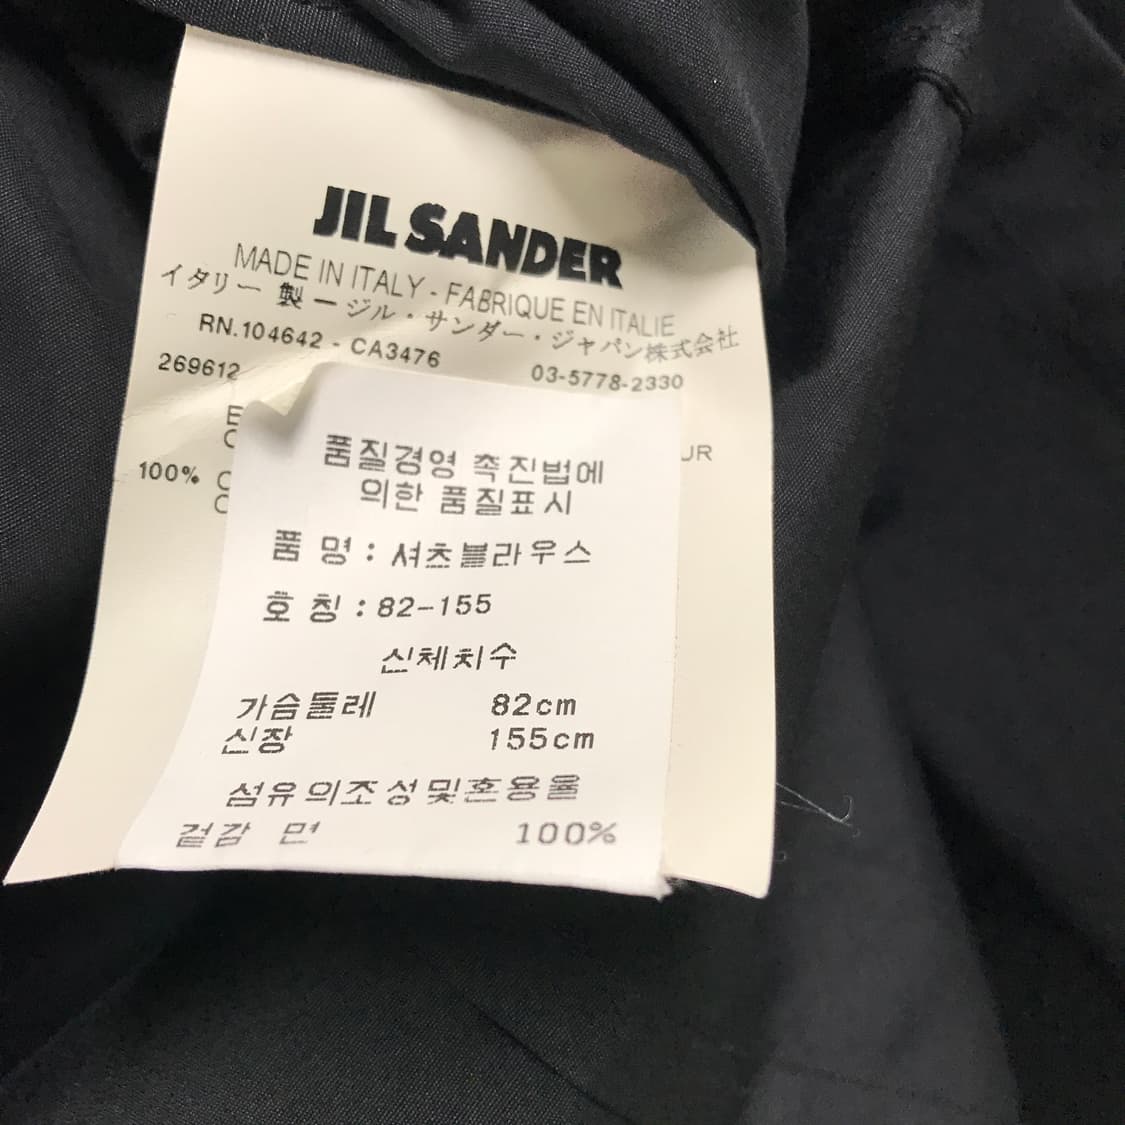 JIL SANDER
MADE IN ITALY - FABRIQUE EN ITALIE
イタリー 製 ー ジル・サンダー・ジャパン株式会社
RN.104642 - CA3476 03-5778-2330
269612
100%
품질경영 촉진법에
의한 품질표시
품 명 : 셔츠블라우스
호 칭 : 82-155
신체치수
가슴둘레 82cm
신장 155cm
섬유의조성및혼용율
겉감 면 100%